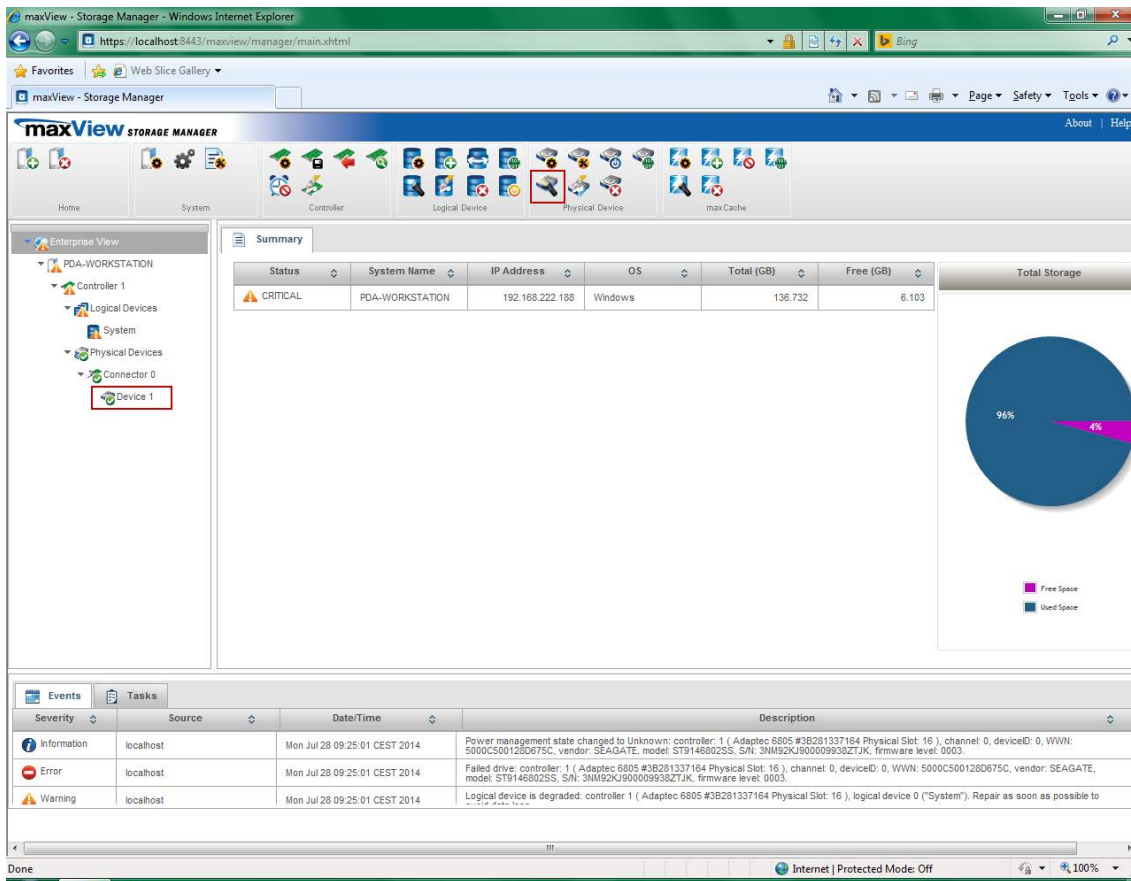 maxView - Storage Manager - Windows Internet Explorer
https://localhost:8443/maxview/manager/main.xhtml
Bing
Favorites
Web Slice Gallery
maxView - Storage Manager
Page Safety Tools
maxView STORAGE MANAGER
About | Help
Home System Controller Logical Device Physical Device maxCache
Enterprise View
PDA-WORKSTATION
Controller 1
Logical Devices
System
Physical Devices
Connector 0
Device 1
Summary
Status System Name IP Address OS Total (GB) Free (GB)
CRITICAL PDA-WORKSTATION 192.168.222.188 Windows 136.732 6.103
Total Storage
96%
4%
Free Space
Used Space
Events Tasks
Severity Source Date/Time Description
Information localhost Mon Jul 28 09:25:01 CEST 2014 Power management state changed to Unknown: controller: 1 ( Adaptec 6805 #3B281337164 Physical Slot: 16 ), channel: 0, deviceID: 0, WWN:
5000C500128D675C, vendor: SEAGATE, model: ST9146802SS, S/N: 3NM92KJ900009938ZTJK, firmware level: 0003.
Error localhost Mon Jul 28 09:25:01 CEST 2014 Failed drive: controller: 1 ( Adaptec 6805 #3B281337164 Physical Slot: 16 ), channel: 0, deviceID: 0, WWN: 5000C500128D675C, vendor: SEAGATE,
model: ST9146802SS, S/N: 3NM92KJ900009938ZTJK, firmware level: 0003.
Warning localhost Mon Jul 28 09:25:01 CEST 2014 Logical device is degraded: controller 1 ( Adaptec 6805 #3B281337164 Physical Slot: 16 ), logical device 0 ("System"). Repair as soon as possible to
Done
Internet | Protected Mode: Off
100%